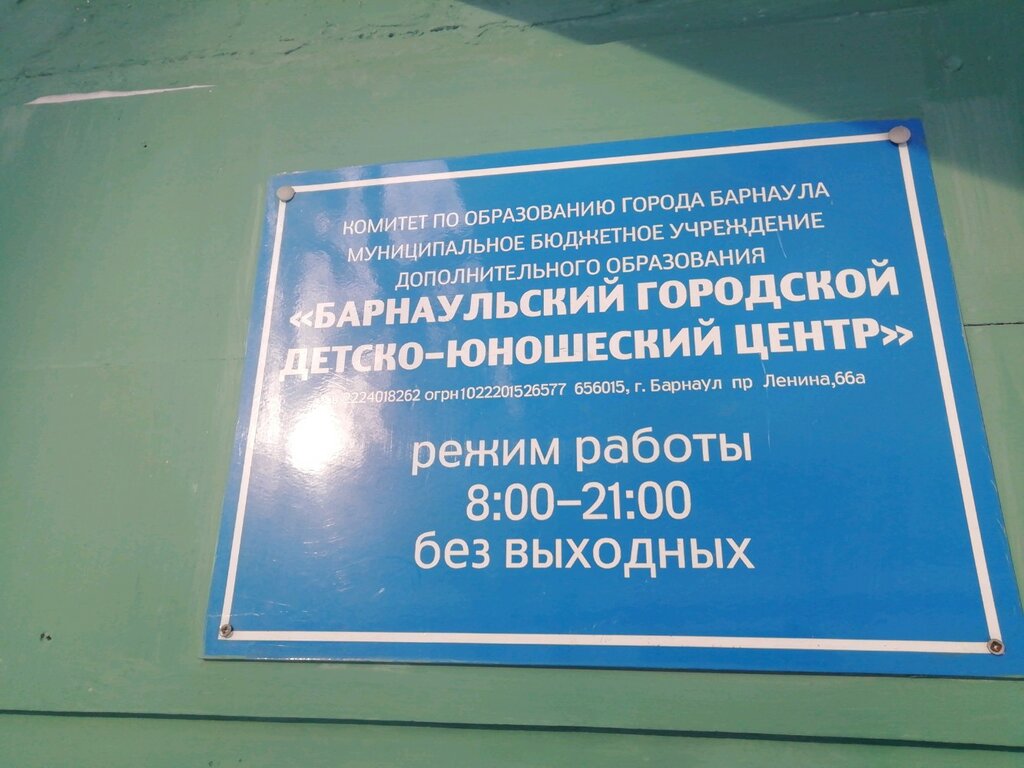 КОМИТЕТ ПО ОБРАЗОВАНИЮ ГОРОДА БАРНАУЛА
МУНИЦИПАЛЬНОЕ БЮДЖЕТНОЕ УЧРЕЖДЕНИЕ
ДОПОЛНИТЕЛЬНОГО ОБРАЗОВАНИЯ
«БАРНАУЛЬСКИЙ ГОРОДСКОЙ
ДЕТСКО-ЮНОШЕСКИЙ ЦЕНТР»
2224018262 огрн1022201526577 656015, г. Барнаул пр Ленина,66а
режим работы
8:00–21:00
без выходных